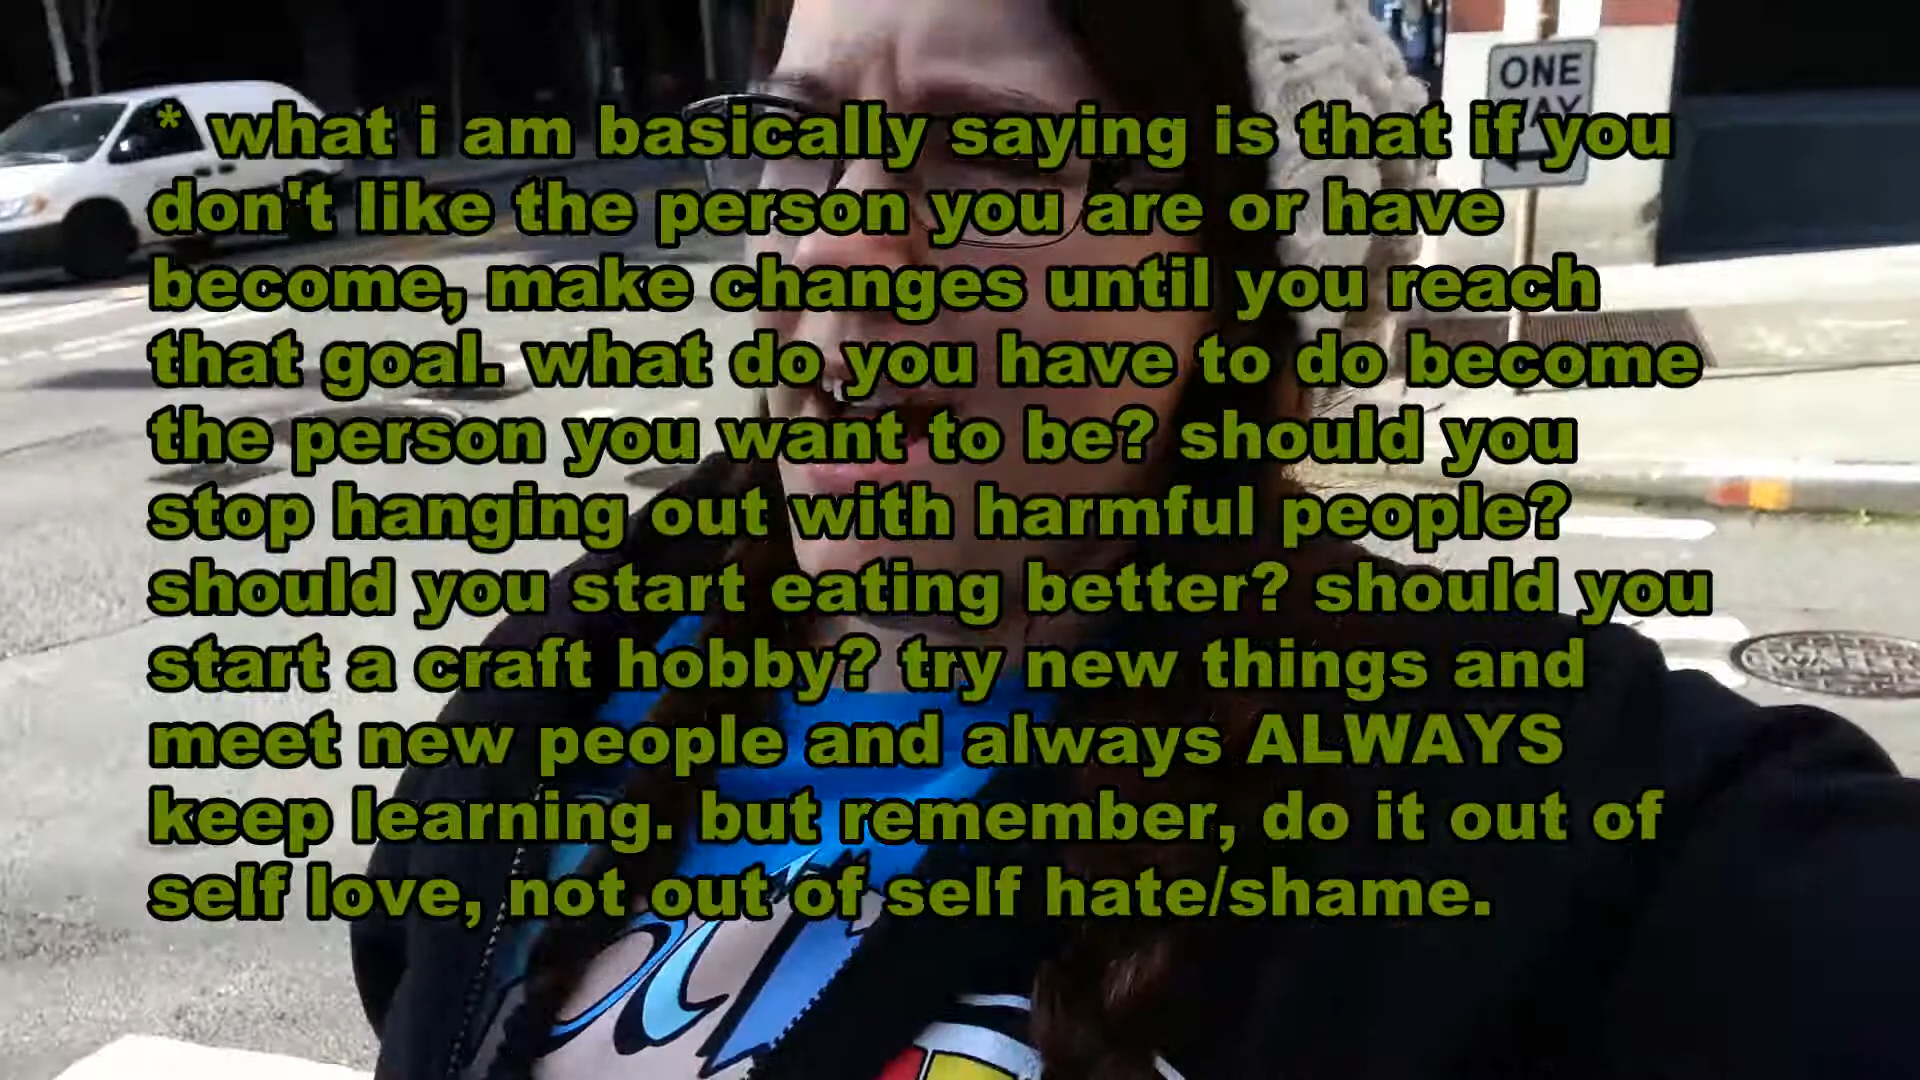 ONE
WAY
* what i am basically saying is that if you
don't like the person you are or have
become, make changes until you reach
that goal. what do you have to do become
the person you want to be? should you
stop hanging out with harmful people?
should you start eating better? should you
start a craft hobby? try new things and
meet new people and always ALWAYS
keep learning. but remember, do it out of
self love, not out of self hate/shame.
WATER